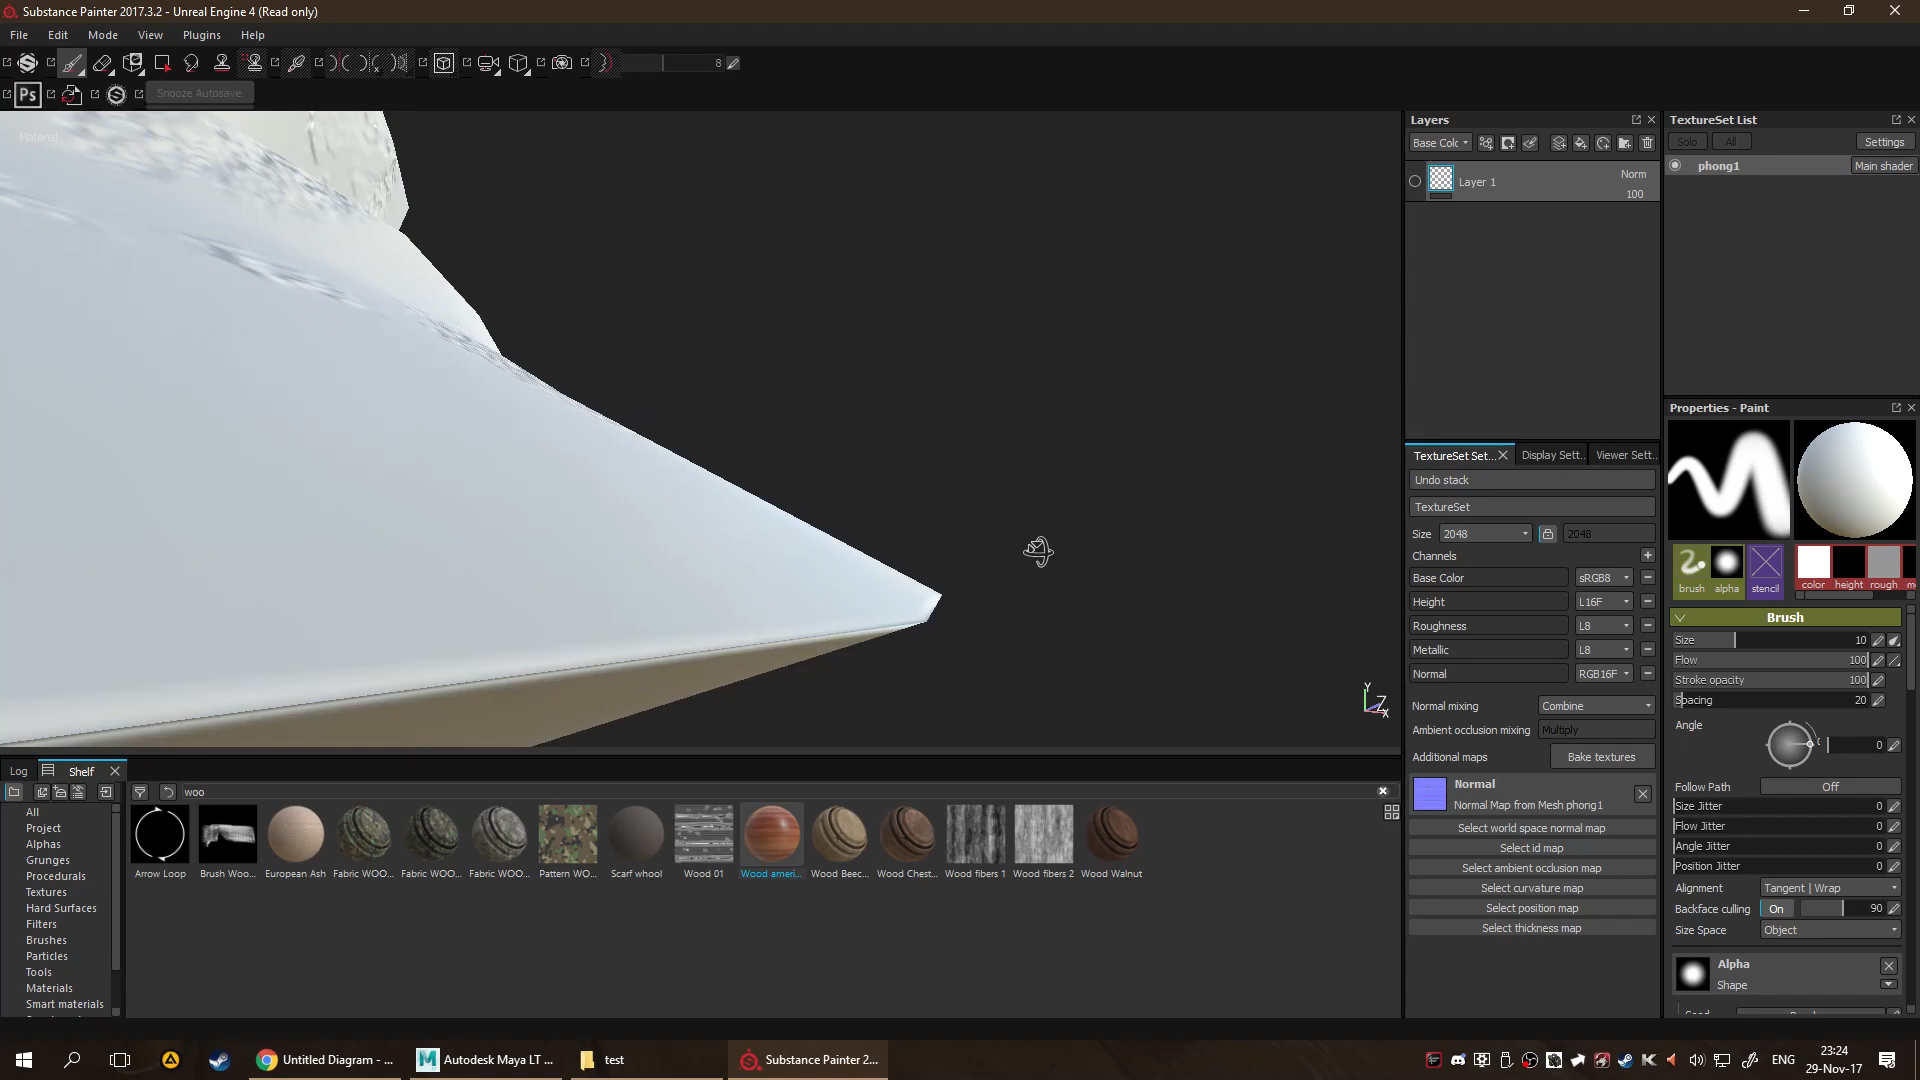 Substance Painter 2017.3.2 - Unreal Engine 4 (Read only)
File Edit Mode View Plugins Help
8
Ps Snooze Autosave
Material
Y
Z
X
Layers
Base Colc
Layer 1
Norm
100
TextureSet List
Solo All Settings
phong1 Main shader
TextureSet Set... Display Sett.. Viewer Sett..
Undo stack
TextureSet
Size 2048 2048
Channels
Base Color sRGB8
Height L16F
Roughness L8
Metallic L8
Normal RGB16F
Normal mixing Combine
Ambient occlusion mixing Multiply
Additional maps Bake textures
Normal
Normal Map from Mesh phong1
Select world space normal map
Select id map
Select ambient occlusion map
Select curvature map
Select position map
Select thickness map
Properties - Paint
brush alpha stencil color height rough
Brush
Size 10
Flow 100
Stroke opacity 100
Spacing 20
Angle 0
Follow Path Off
Size Jitter 0
Flow Jitter 0
Angle Jitter 0
Position Jitter 0
Alignment Tangent | Wrap
Backface culling On 90
Size Space Object
Alpha
Shape
Log Shelf
woo
All
Project
Alphas
Grunges
Procedurals
Textures
Hard Surfaces
Filters
Brushes
Particles
Tools
Materials
Smart materials
Arrow Loop Brush Woo... European Ash Fabric WOO... Fabric WOO... Fabric WOO... Pattern WO... Scarf whool Wood 01 Wood ameri... Wood Beec... Wood Chest... Wood fibers 1 Wood fibers 2 Wood Walnut
Untitled Diagram - ... Autodesk Maya LT ... test Substance Painter 2...
ENG
23:24
29-Nov-17